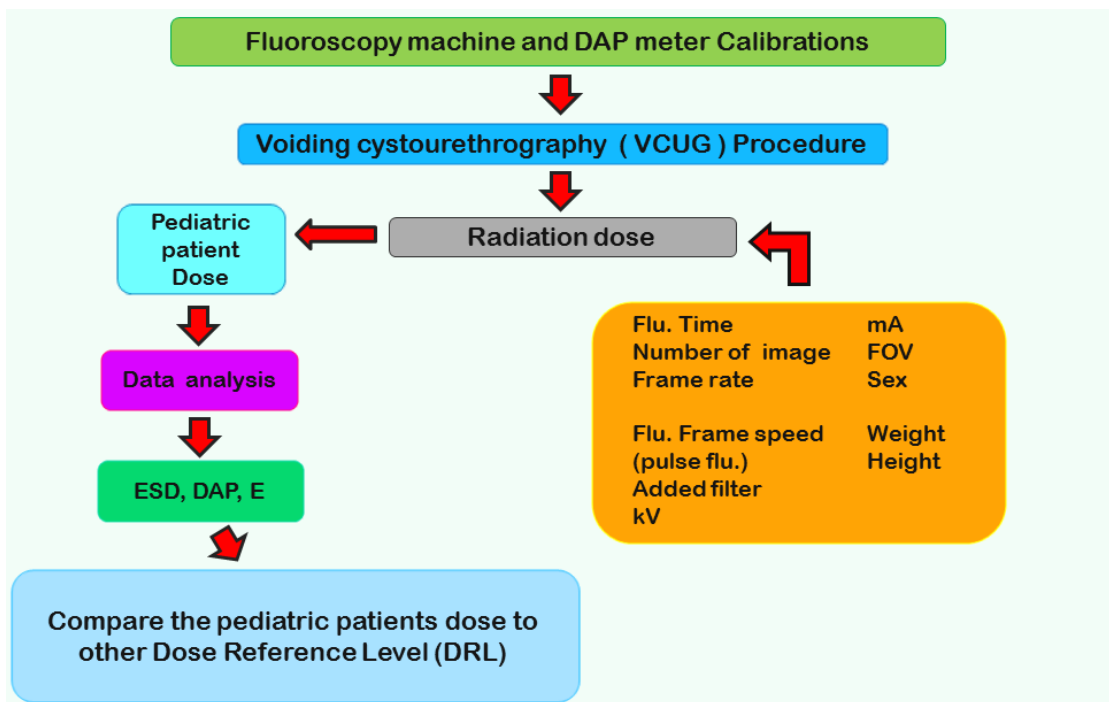 Fluoroscopy machine and DAP meter Calibrations
Voiding cystourethrography ( VCUG ) Procedure
Radiation dose
Pediatric
patient
Dose
Data analysis
ESD, DAP, E
Compare the pediatric patients dose to
other Dose Reference Level (DRL)
Flu. Time
Number of image
Frame rate
Flu. Frame speed
(pulse flu.)
Added filter
kV
mA
FOV
Sex
Weight
Height